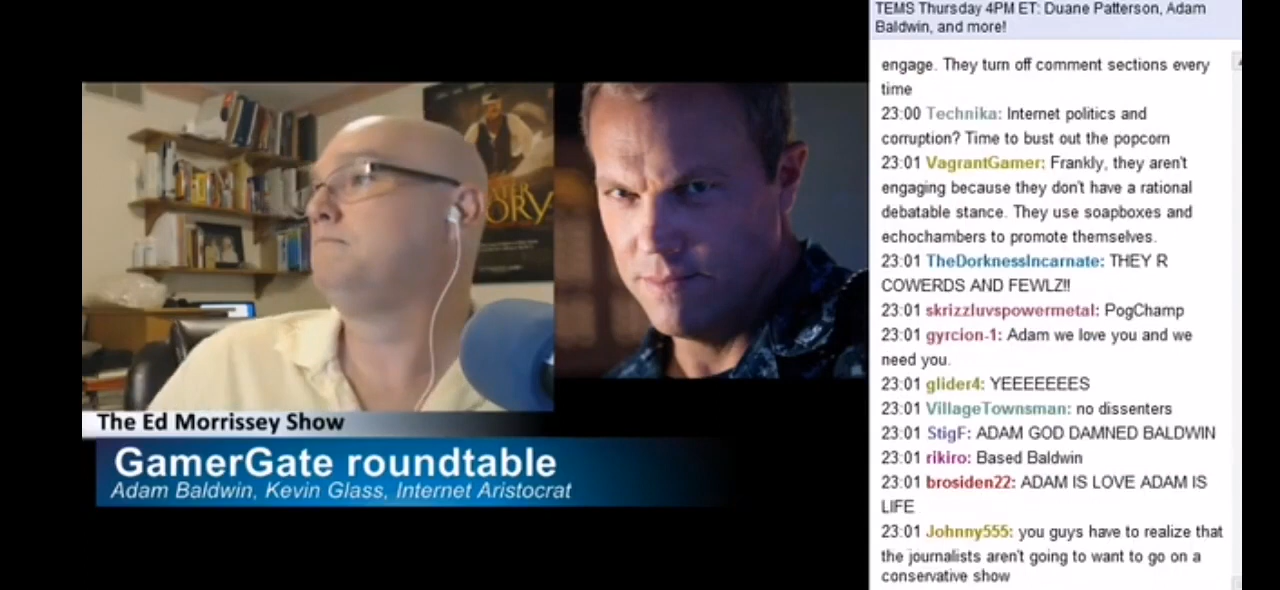 TEMS Thursday 4PM ET: Duane Patterson, Adam
Baldwin, and more!
engage. They turn off comment sections every
time
23:00 Technika: Internet politics and
corruption? Time to bust out the popcorn
23:01 VagrantGamer: Frankly, they aren't
engaging because they don't have a rational
debatable stance. They use soapboxes and
echochambers to promote themselves.
23:01 TheDorknessIncarnate: THEY R
COWERDS AND FEWLZ!!
23:01 skrizzluvspowermetal: PogChamp
23:01 gyrcion-1: Adam we love you and we
need you.
23:01 glider4: YEEEEEEES
23:01 VillageTownsman: no dissenters
23:01 StigF: ADAM GOD DAMNED BALDWIN
23:01 rikiro: Based Baldwin
23:01 brosiden22: ADAM IS LOVE ADAM IS
LIFE
23:01 Johnny555: you guys have to realize that
the journalists aren't going to want to go on a
conservative show
The Ed Morrissey Show
GamerGate roundtable
Adam Baldwin, Kevin Glass, Internet Aristocrat